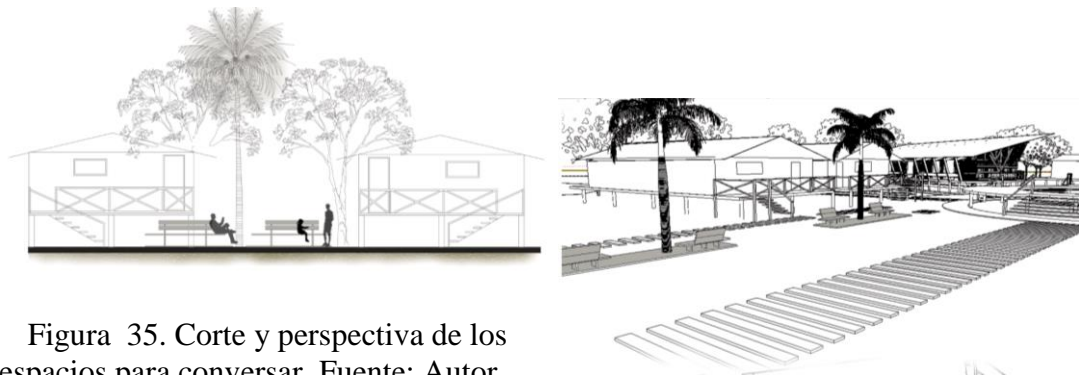 Figura 35. Corte y perspectiva de los
espacios para conversar. Fuente: Autor